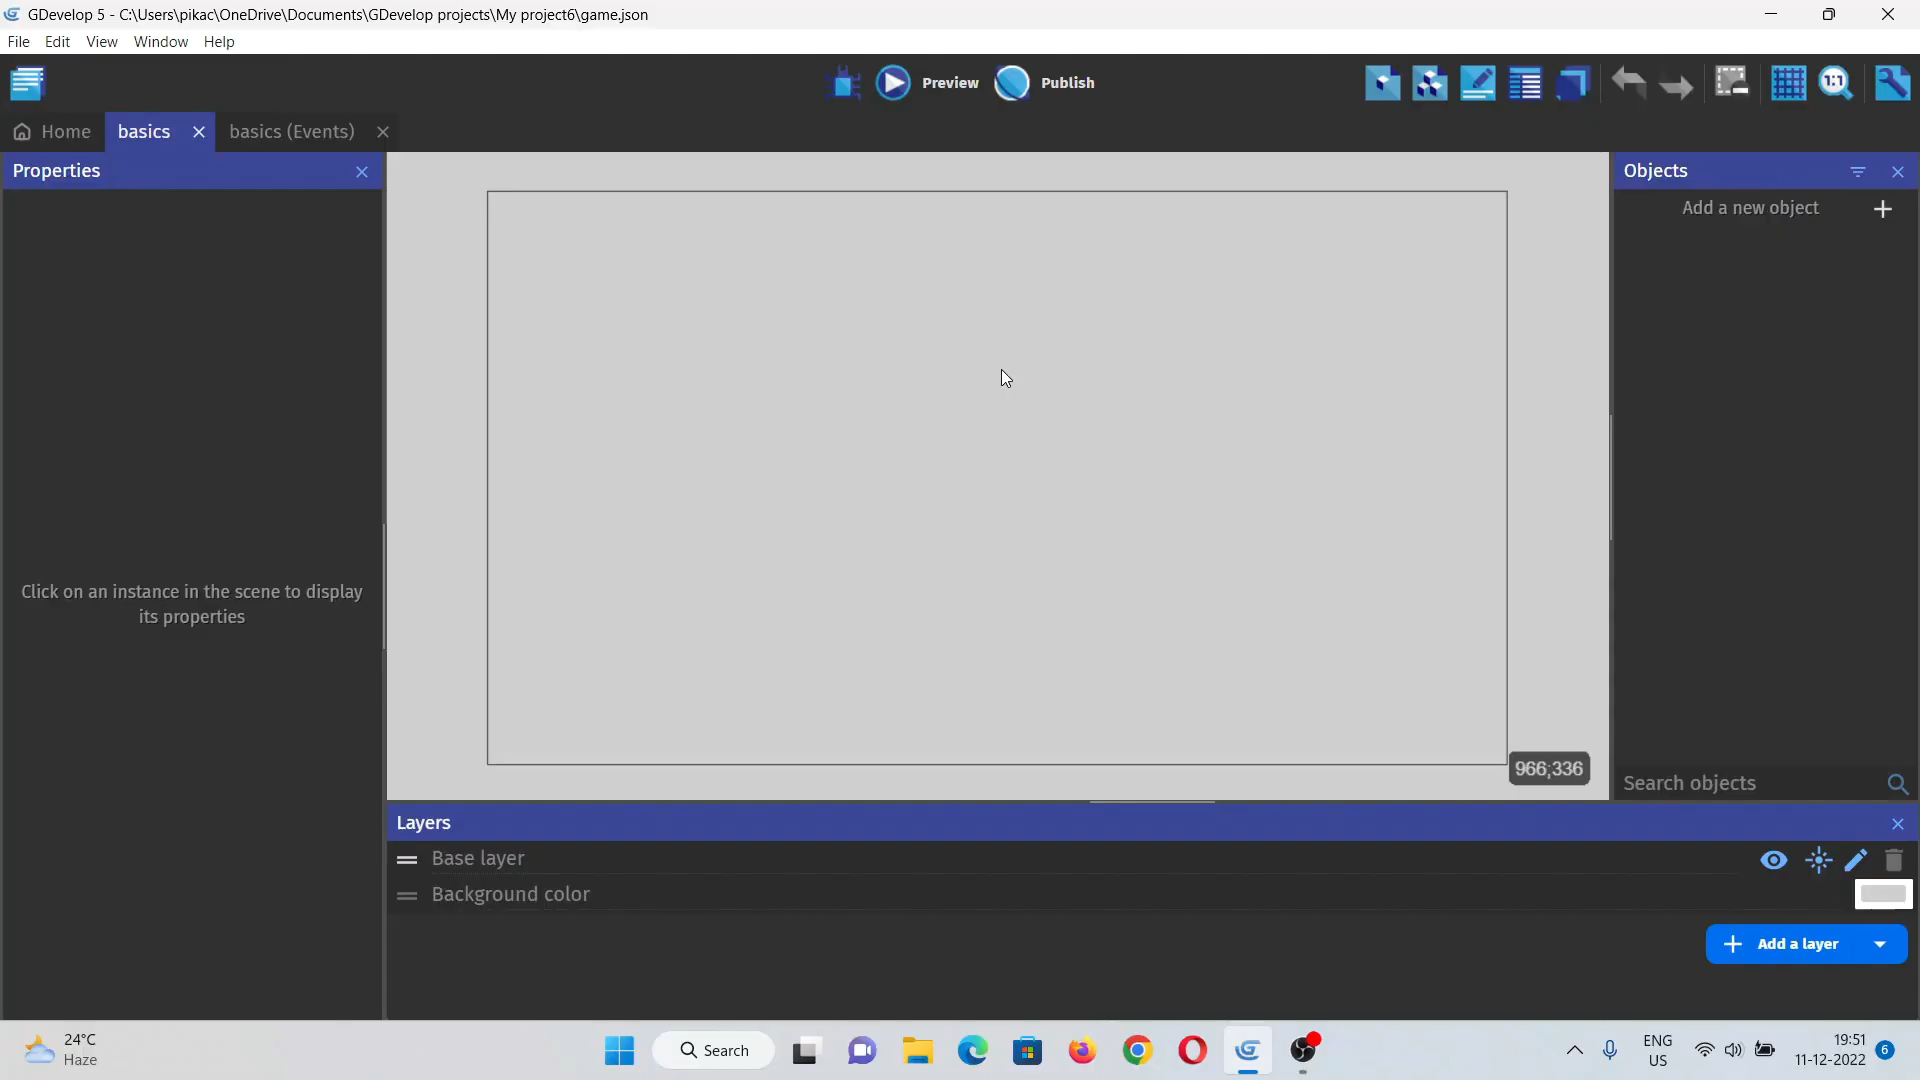 GDevelop 5 - C:\Users\pikac\OneDrive\Documents\GDevelop projects\My project6\game.json
File Edit View Window Help
Preview Publish
1:1
Home basics basics (Events)
Properties
Objects
Add a new object
Click on an instance in the scene to display
its properties
966;336
Search objects
Layers
Base layer
Background color
Add a layer
24°C
Haze
Search
ENG
US
19:51
11-12-2022
6